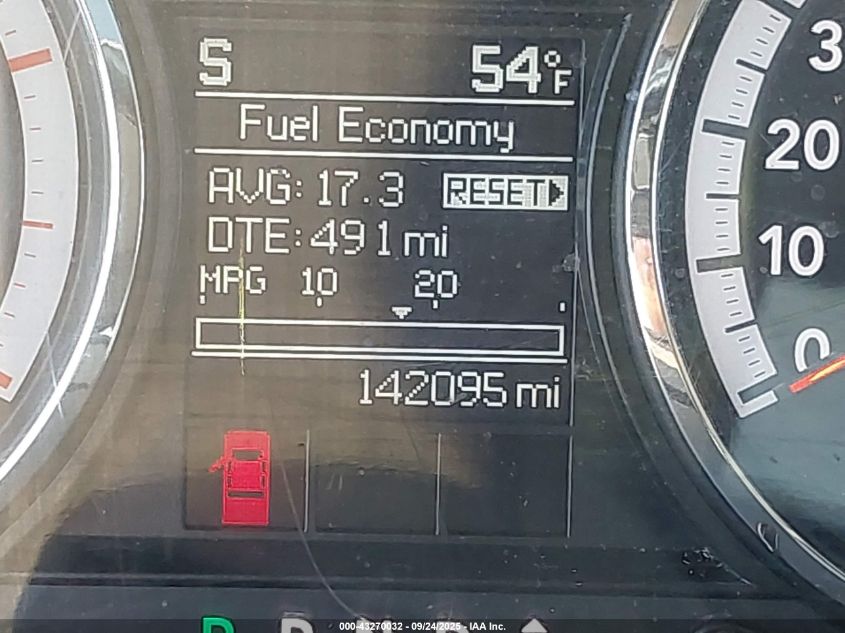 S 54°F
Fuel Economy
AVG: 17.3 RESET
DTE: 491 mi
MPG 10 20
142095 mi
20
10
0
000-43270032 - 09/24/2025 - IAA Inc.